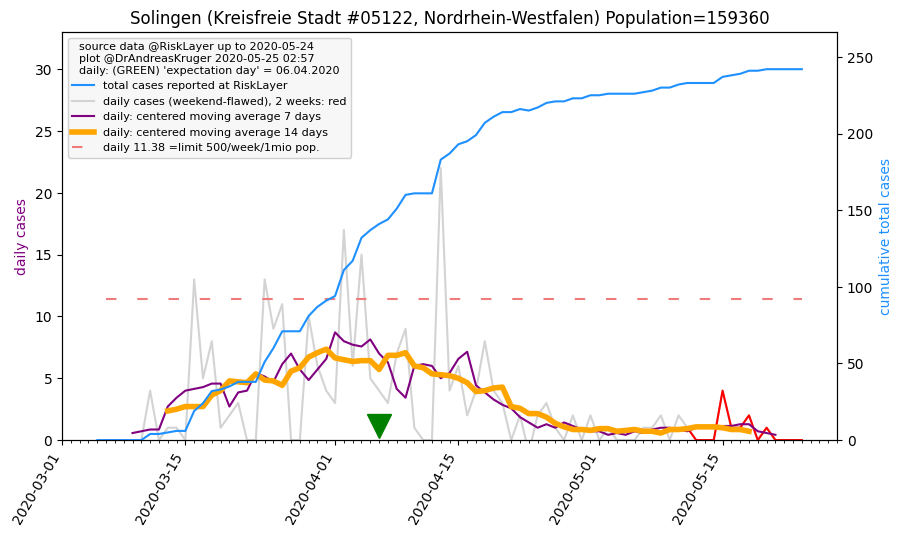 Solingen (Kreisfreie Stadt #05122, Nordrhein-Westfalen) Population=159360
source data @RiskLayer up to 2020-05-24
plot @DrAndreasKruger 2020-05-25 02:57
daily: (GREEN) 'expectation day' = 06.04.2020
total cases reported at RiskLayer
daily cases (weekend-flawed), 2 weeks: red
daily: centered moving average 7 days
daily: centered moving average 14 days
daily 11.38 =limit 500/week/1mio pop.
daily cases
30
25
20
15
10
5
0
cumulative total cases
250
200
150
100
50
0
2020-03-01
2020-03-15
2020-04-01
2020-04-15
2020-05-01
2020-05-15